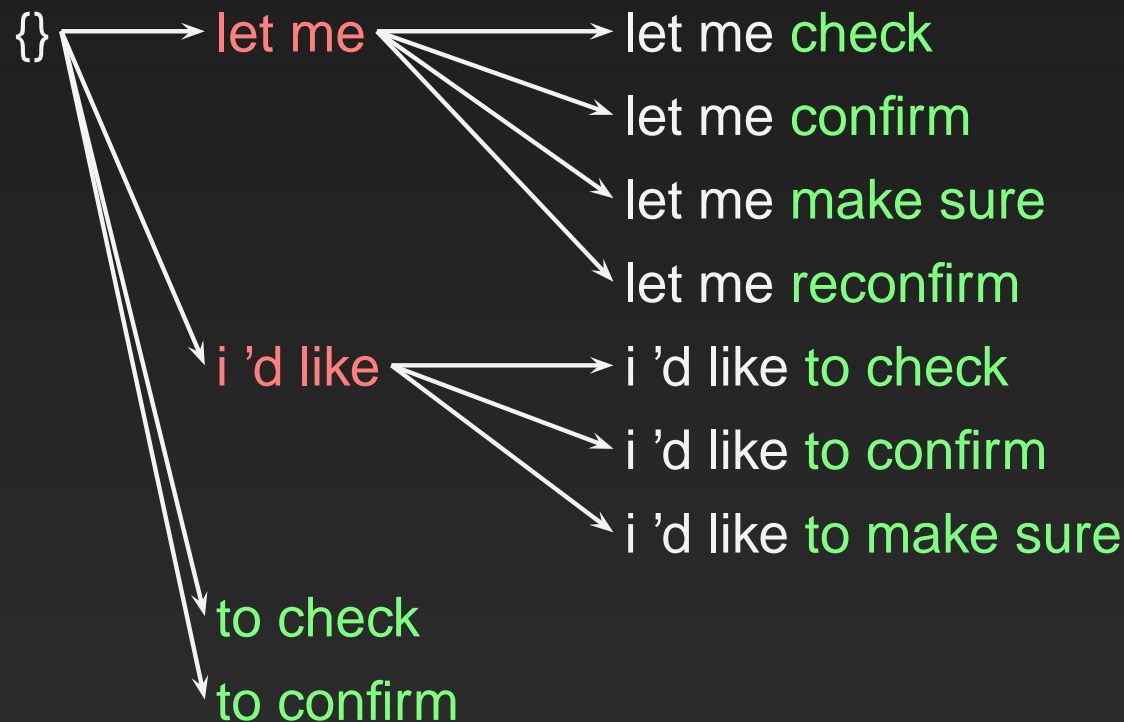 {} let me let me check
let me confirm
let me make sure
let me reconfirm
i ’d like i ’d like to check
i ’d like to confirm
i ’d like to make sure
to check
to confirm